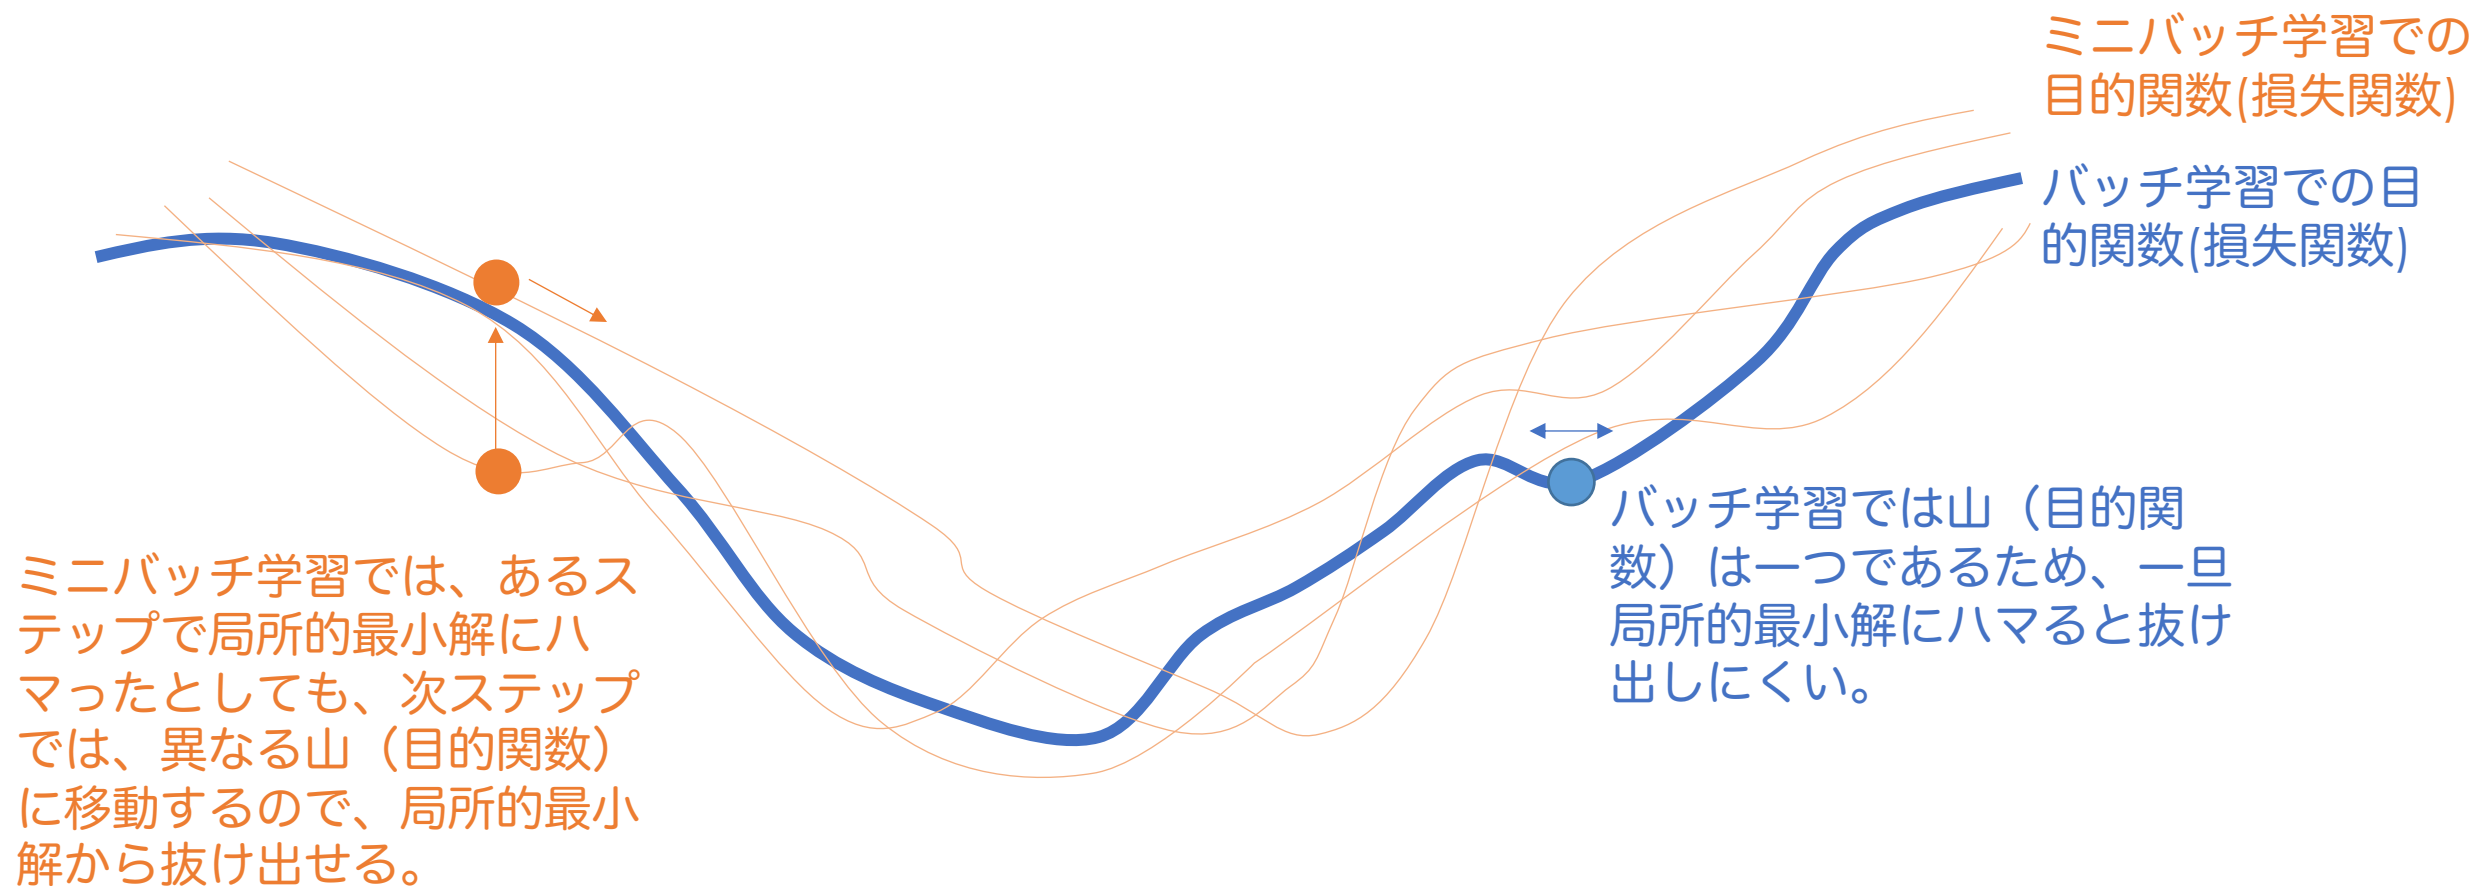 ミニバッチ学習での
目的関数(損失関数)
バッチ学習での目
的関数(損失関数)
バッチ学習では山（目的関
数）は一つであるため、一旦
局所的最小解にハマると抜け
出しにくい。
ミニバッチ学習では、あるス
テップで局所的最小解にハ
マったとしても、次ステップ
では、異なる山（目的関数）
に移動するので、局所的最小
解から抜け出せる。